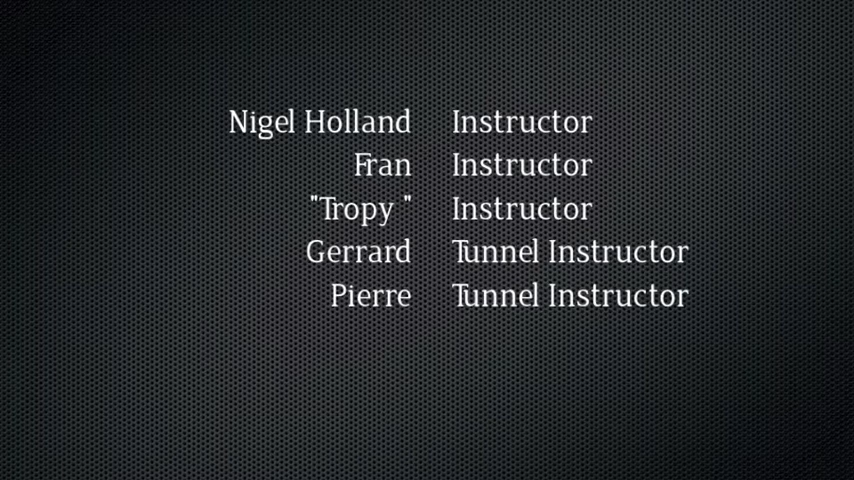 Nigel Holland Instructor
Fran Instructor
"Tropy " Instructor
Gerrard Tunnel Instructor
Pierre Tunnel Instructor